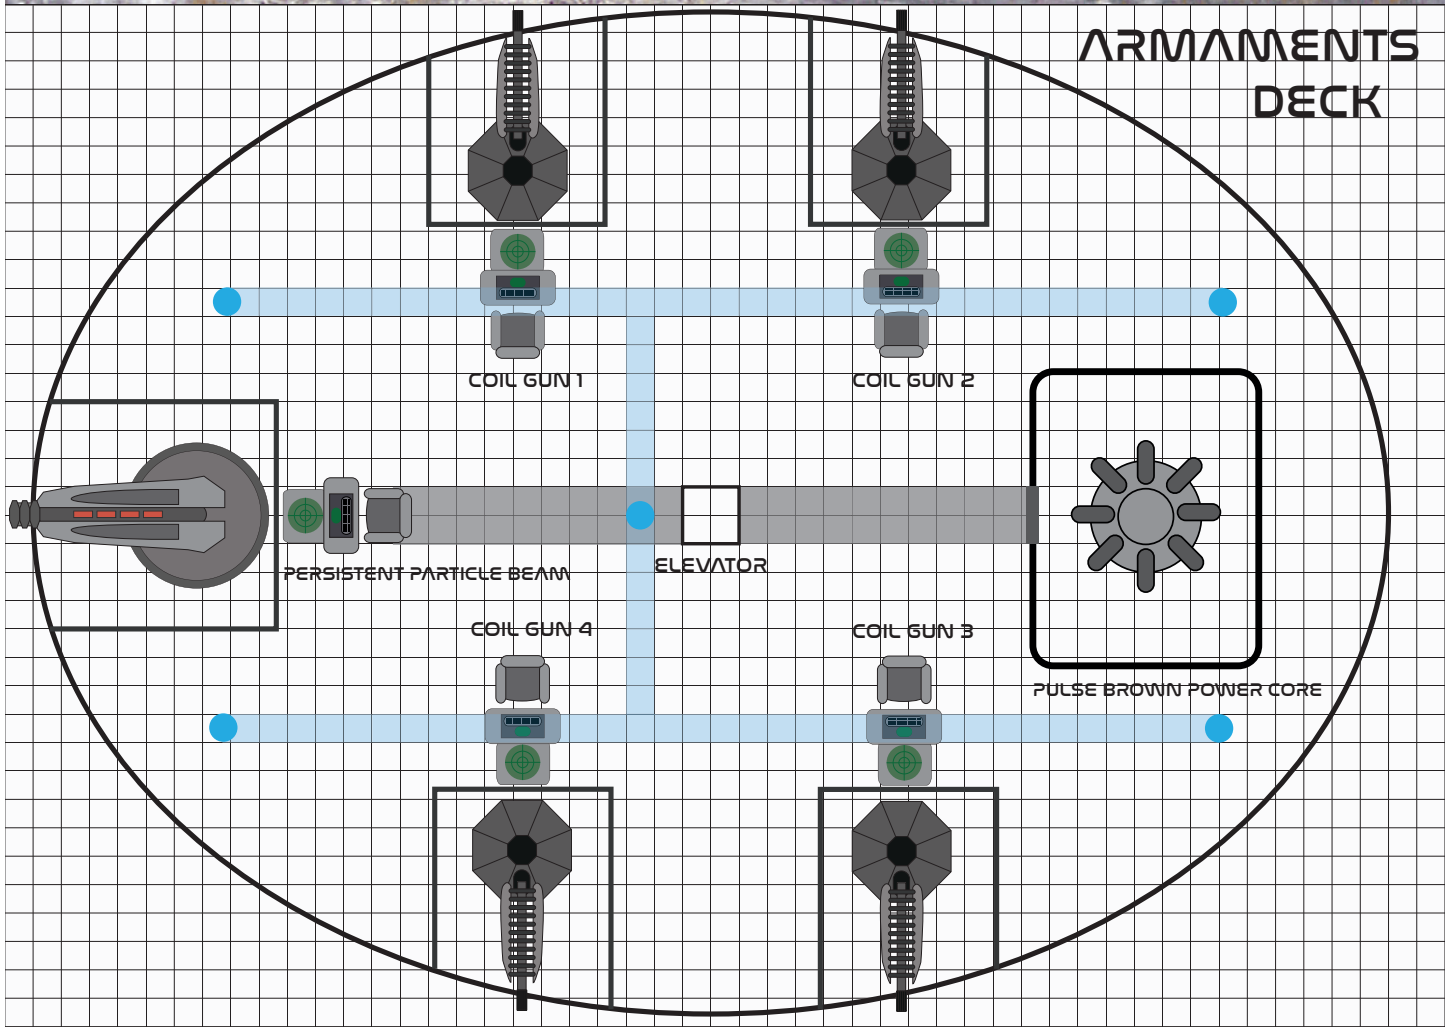 ARMAMENTS
DECK
COIL GUN 1
COIL GUN 2
PERSISTENT PARTICLE BEAM
ELEVATOR
COIL GUN 4
COIL GUN 3
PULSE BROWN POWER CORE